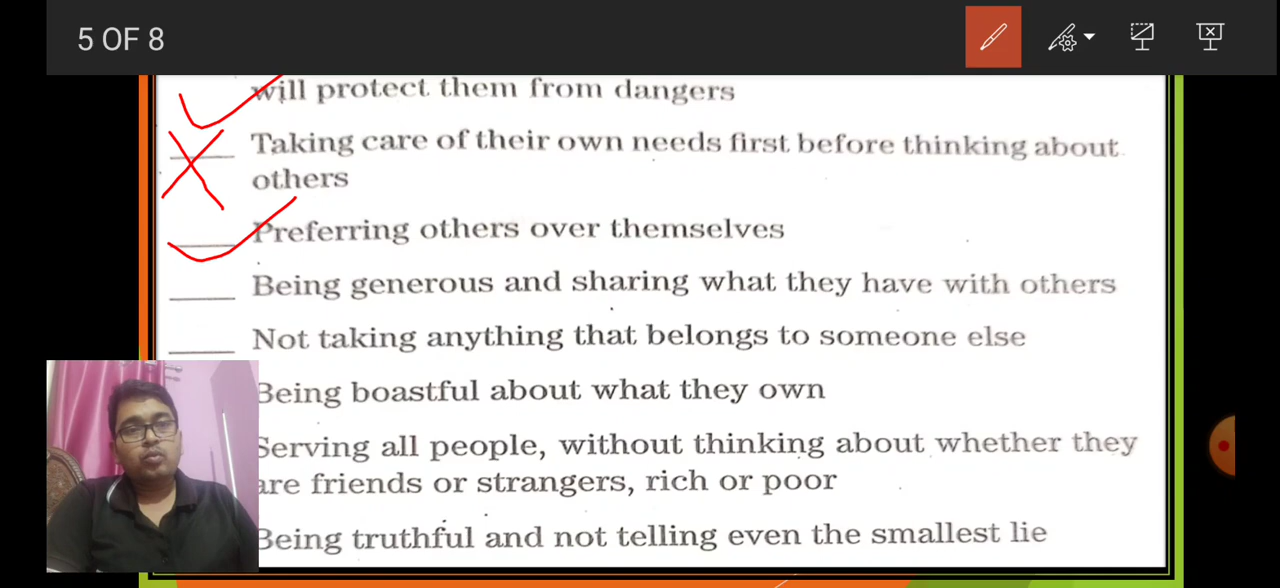 5 OF 8
will protect them from dangers
Taking care of their own needs first before thinking about
others
Preferring others over themselves
Being generous and sharing what they have with others
Not taking anything that belongs to someone else
Being boastful about what they own
Serving all people, without thinking about whether they
are friends or strangers, rich or poor
Being truthful and not telling even the smallest lie